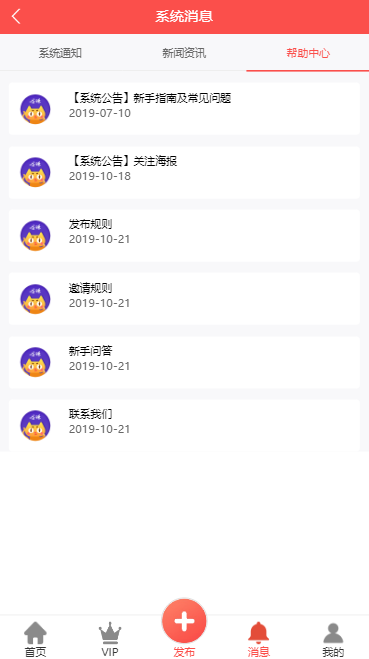 系统消息
系统通知 新闻资讯 帮助中心
【系统公告】新手指南及常见问题
2019-07-10
【系统公告】关注海报
2019-10-18
发布规则
2019-10-21
邀请规则
2019-10-21
新手问答
2019-10-21
联系我们
2019-10-21
首页 VIP 发布 消息 我的